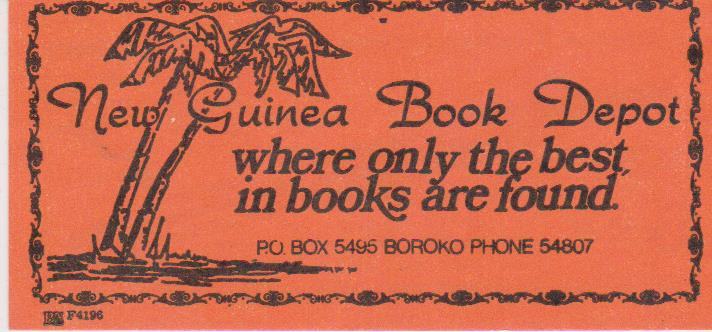 New Guinea Book Depot
where only the best
in books are found.
P.O. BOX 5495 BOROKO PHONE 54807
F4196